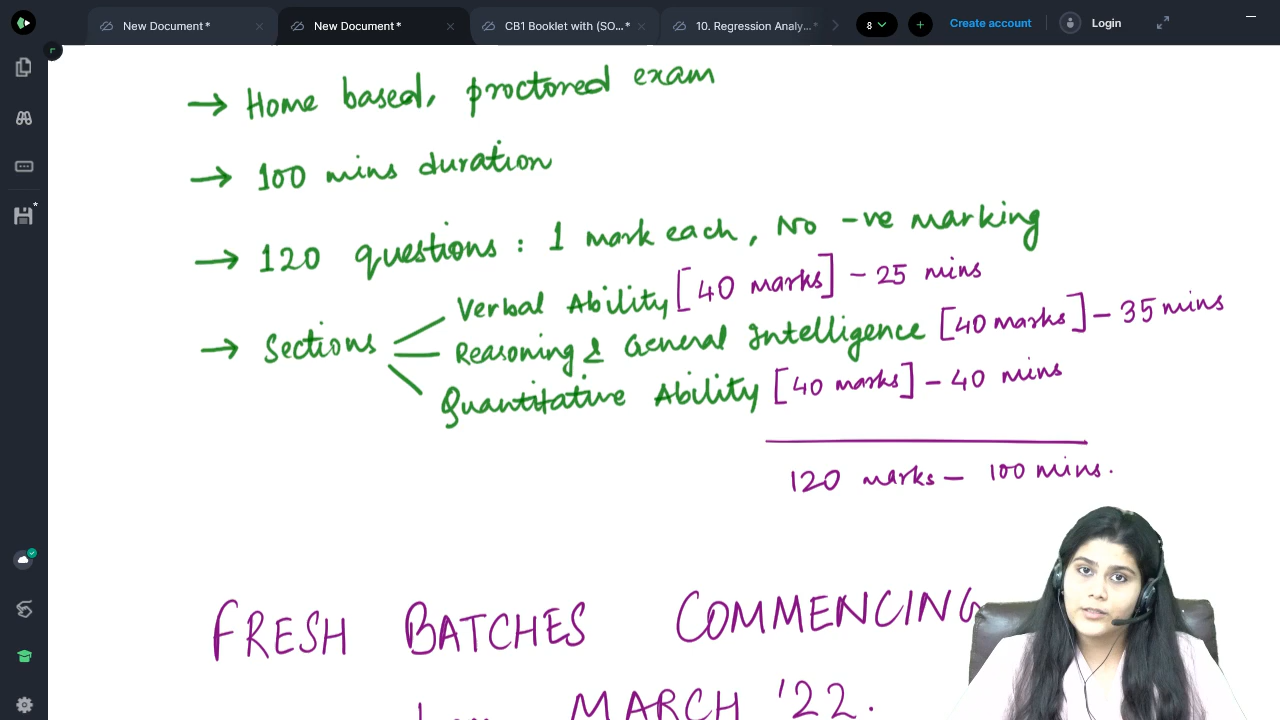 New Document *
New Document *
CB1 Booklet with (SO... *
10. Regression Analy... *
8
Create account
Login
→ Home based, proctored exam
→ 100 mins duration
→ 120 questions : 1 mark each, No -ve marking
Verbal Ability [40 marks] - 25 mins
→ Sections
Reasoning & General Intelligence [40 marks] - 35 mins
Quantitative Ability [40 marks] - 40 mins
120 marks - 100 mins.
FRESH BATCHES COMMENCING
MARCH '22.